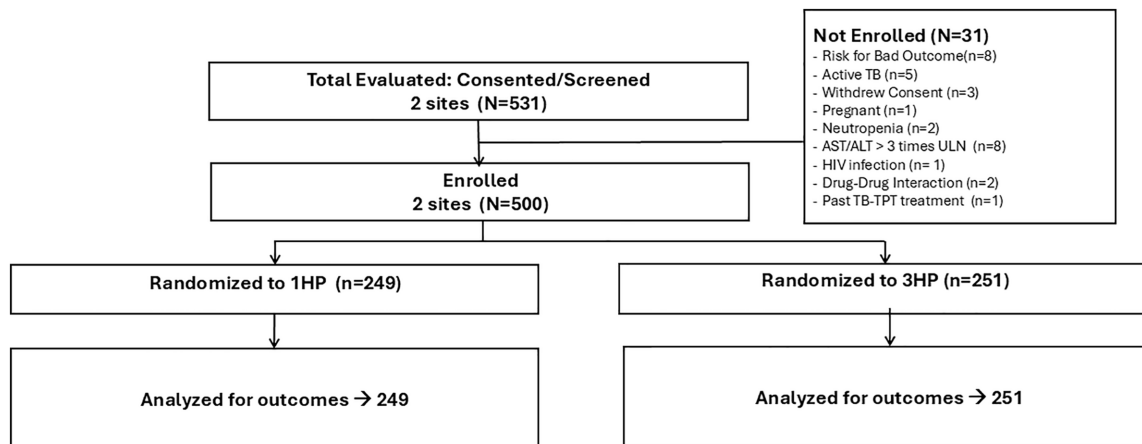 Not Enrolled (N=31)
- Risk for Bad Outcome(n=8)
- Active TB (n=5)
- Withdrew Consent (n=3)
- Pregnant (n=1)
- Neutropenia (n=2)
- AST/ALT > 3 times ULN (n=8)
- HIV infection (n= 1)
- Drug-Drug Interaction (n=2)
- Past TB-TPT treatment (n=1)
Total Evaluated: Consented/Screened
2 sites (N=531)
Enrolled
2 sites (N=500)
Randomized to 1HP (n=249)
Randomized to 3HP (n=251)
Analyzed for outcomes → 249
Analyzed for outcomes → 251